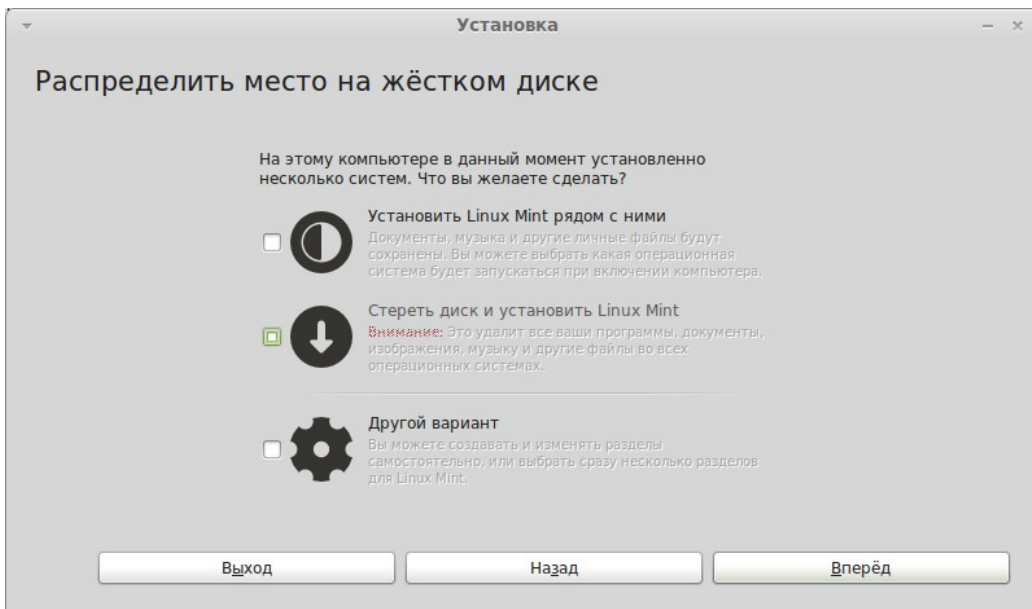 Установка
Распределить место на жёстком диске
На этому компьютере в данный момент установленно
несколько систем. Что вы желаете сделать?
Установить Linux Mint рядом с ними
Документы, музыка и другие личные файлы будут
сохранены. Вы можете выбрать какая операционная
система будет запускаться при включении компьютера.
Стереть диск и установить Linux Mint
Внимание: Это удалит все ваши программы, документы,
изображения, музыку и другие файлы во всех
операционных системах.
Другой вариант
Вы можете создавать и изменять разделы
самостоятельно, или выбрать сразу несколько разделов
для Linux Mint.
Выход
Назад
Вперёд